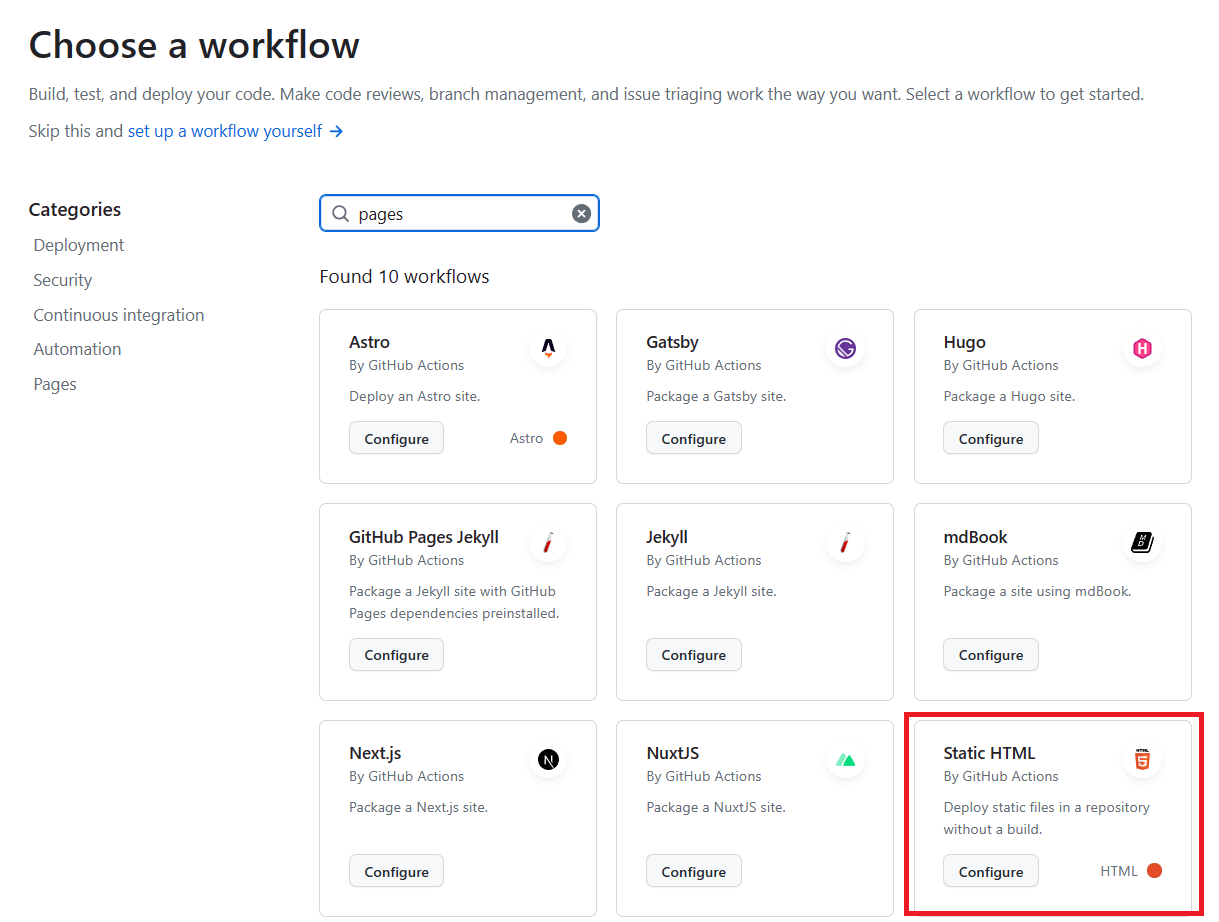 Choose a workflow
Build, test, and deploy your code. Make code reviews, branch management, and issue triaging work the way you want. Select a workflow to get started.
Skip this and set up a workflow yourself →
Categories
Deployment
Security
Continuous integration
Automation
Pages
pages
Found 10 workflows
Astro
By GitHub Actions
Deploy an Astro site.
Configure
Astro
Gatsby
By GitHub Actions
Package a Gatsby site.
Configure
Hugo
By GitHub Actions
Package a Hugo site.
Configure
GitHub Pages Jekyll
By GitHub Actions
Package a Jekyll site with GitHub
Pages dependencies preinstalled.
Configure
Jekyll
By GitHub Actions
Package a Jekyll site.
Configure
mdBook
By GitHub Actions
Package a site using mdBook.
Configure
Next.js
By GitHub Actions
Package a Next.js site.
Configure
NuxtJS
By GitHub Actions
Package a NuxtJS site.
Configure
Static HTML
By GitHub Actions
Deploy static files in a repository
without a build.
Configure
HTML